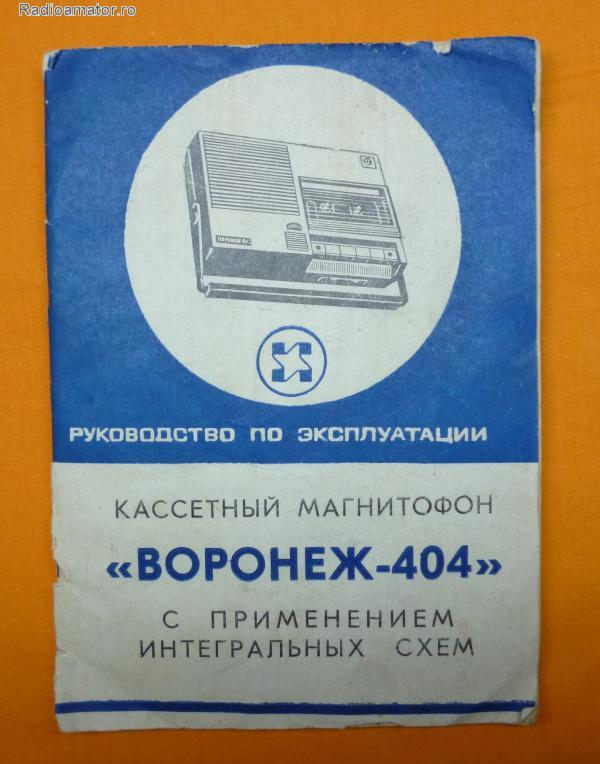 Radioamator.ro
РУКОВОДСТВО ПО ЭКСПЛУАТАЦИИ
КАССЕТНЫЙ МАГНИТОФОН
«ВОРОНЕЖ-404»
С ПРИМЕНЕНИЕМ
ИНТЕГРАЛЬНЫХ СХЕМ